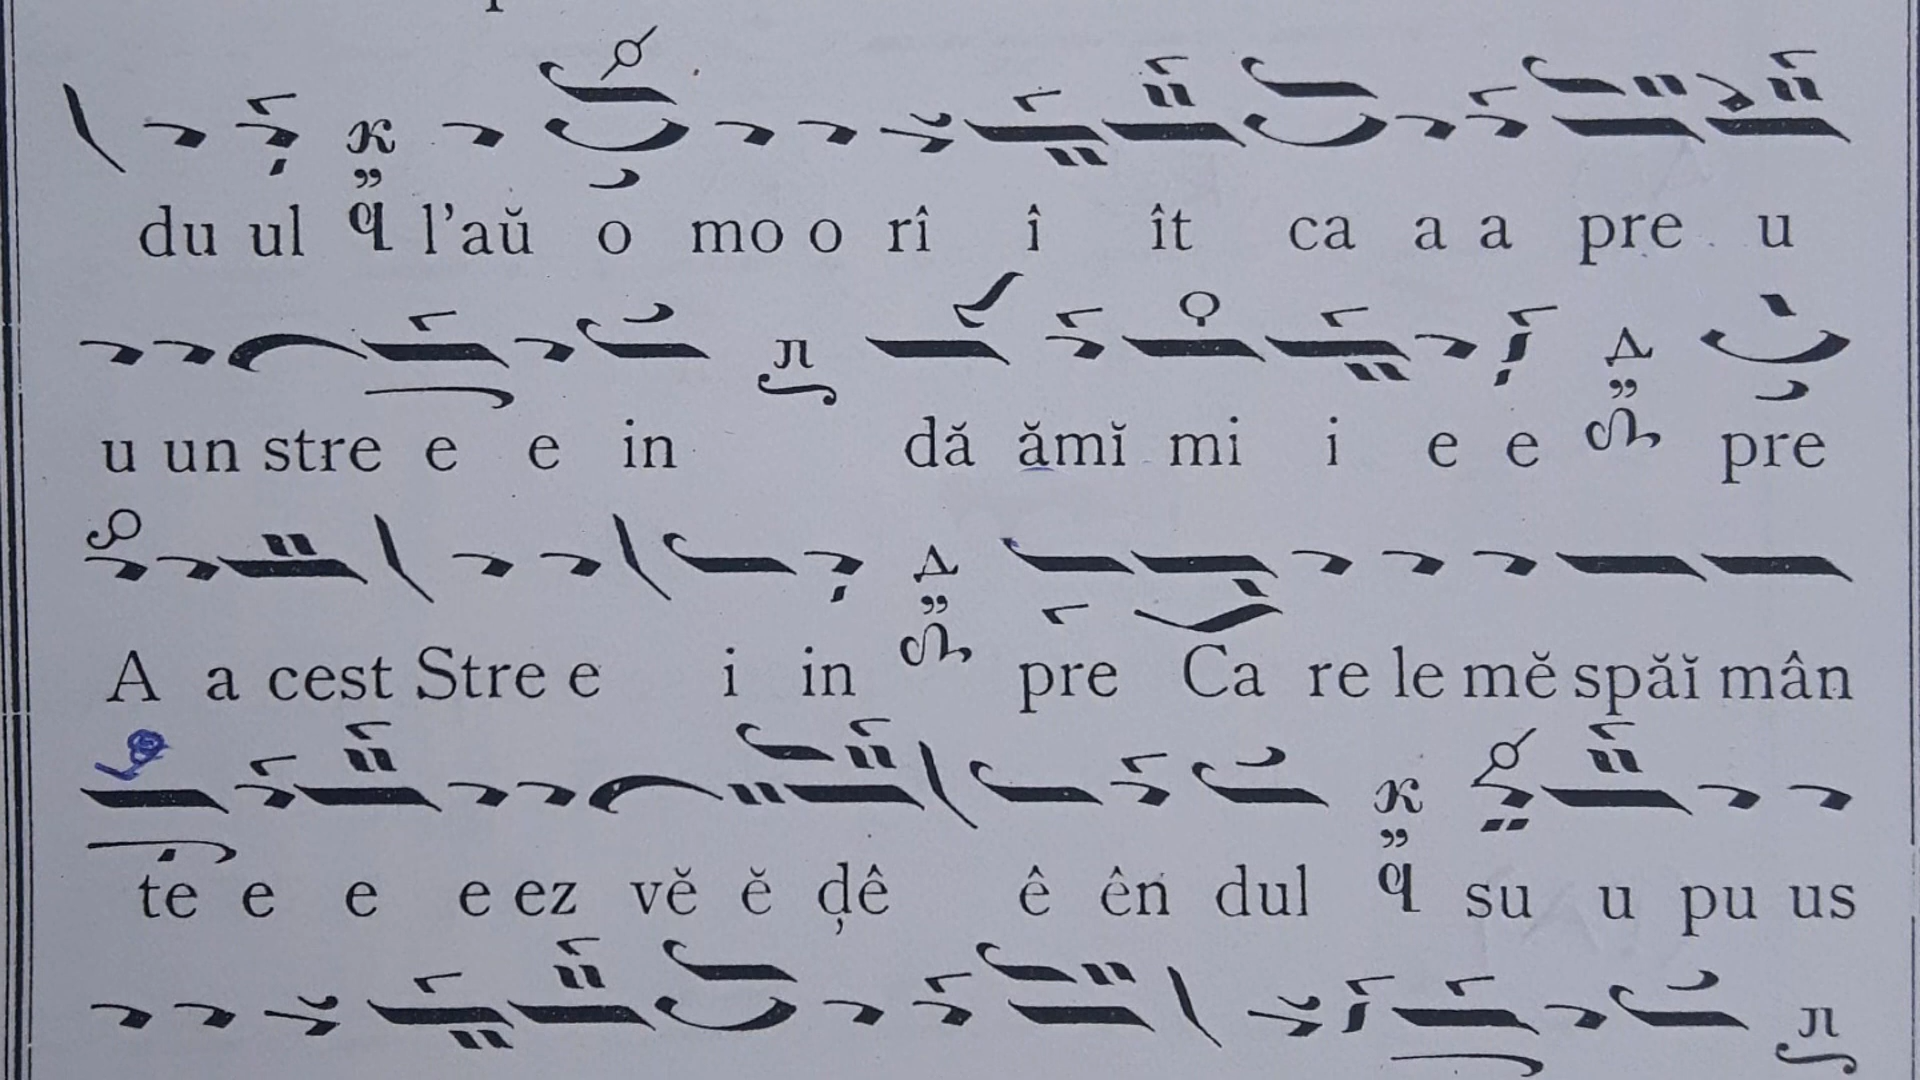 du ul l'aŭ o mo o rî î ît ca a a pre u
u un stre e e in dă ămĭ mi i e e pre
A a cest Stre e i in pre Ca re le mĕ spăĭ mân
te e e e ez vĕ ĕ d̦ê ê ên dul su u pu us